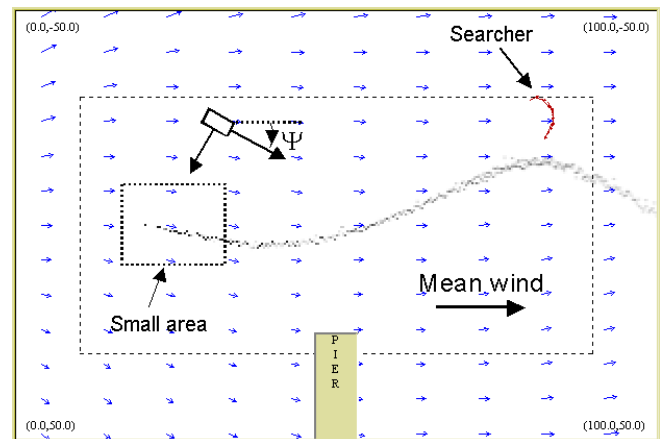 (0.0,-50.0)
(100.0,-50.0)
Searcher
Ψ
Mean wind
Small area
P
I
E
R
(0.0,50.0)
(100.0,50.0)